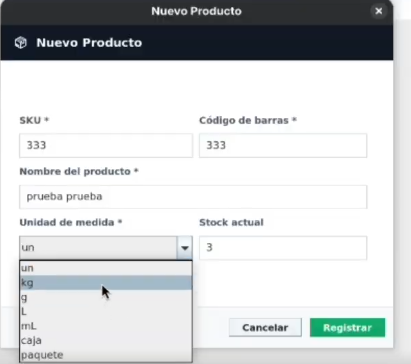 Nuevo Producto
Nuevo Producto
SKU * Código de barras *
333 333
Nombre del producto *
prueba prueba
Unidad de medida * Stock actual
un 3
un
kg
g
L
mL
caja
paquete
Cancelar Registrar